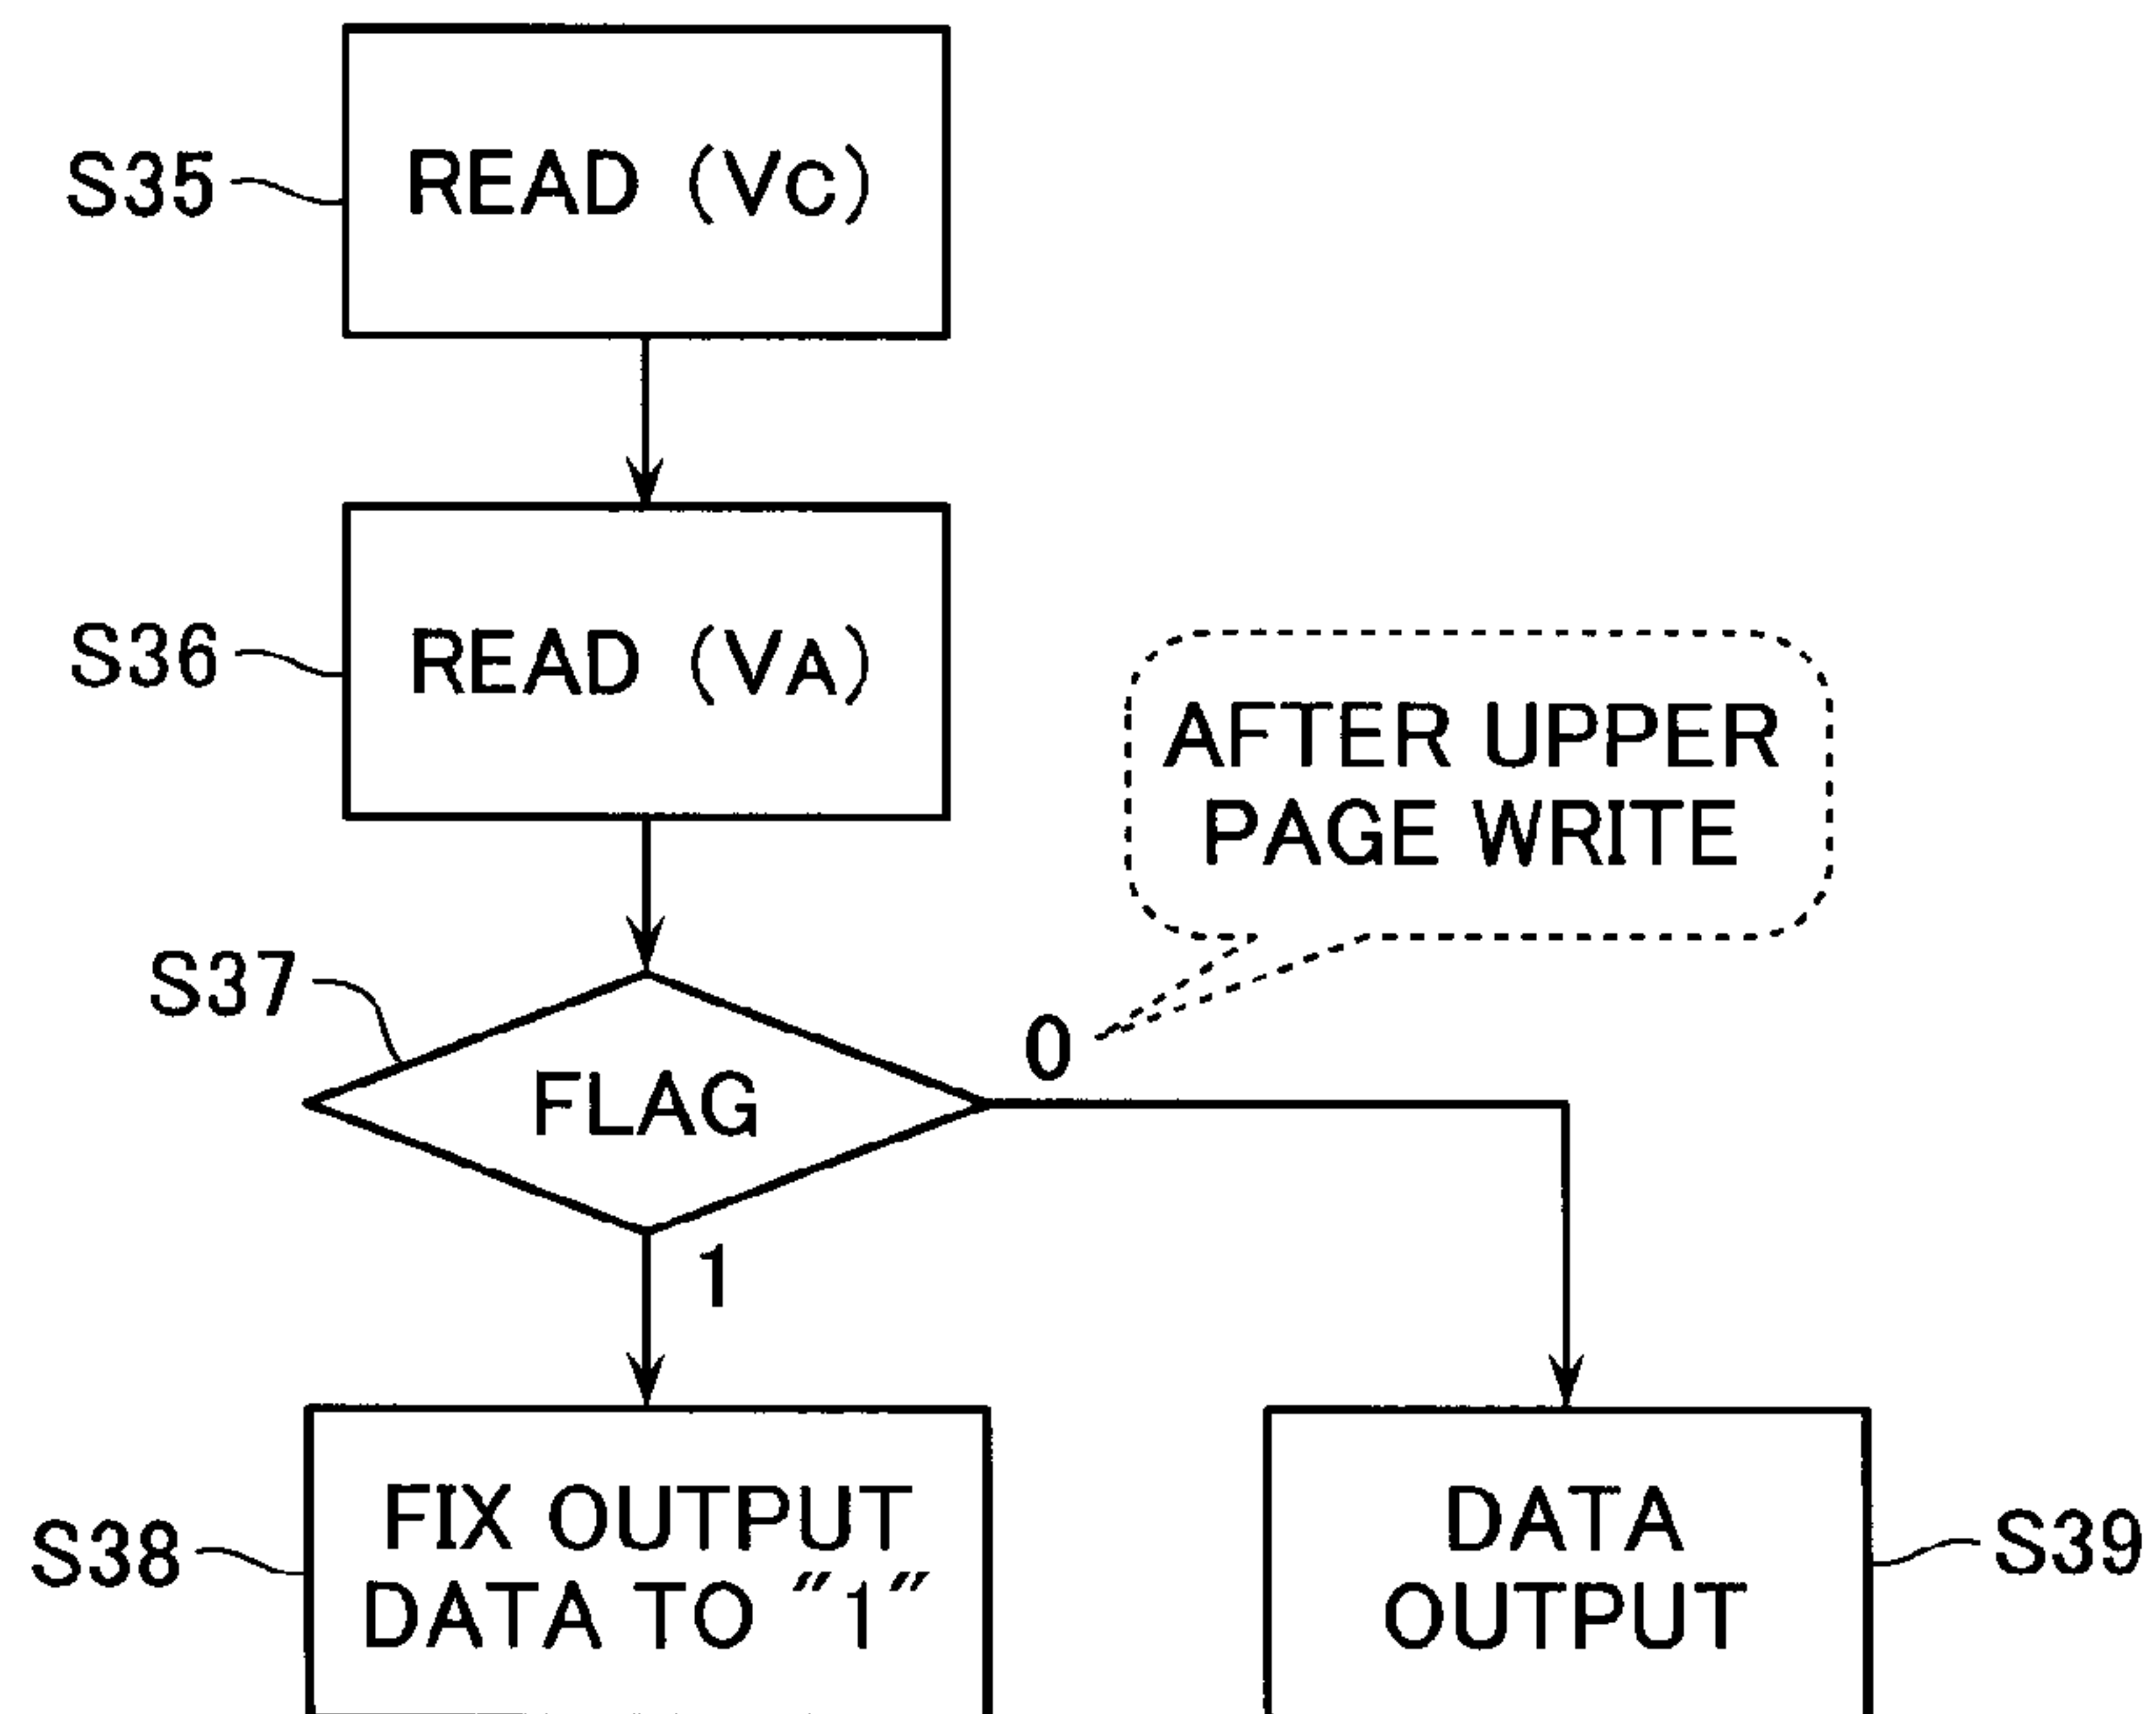 S35
READ (VC)
S36
READ (VA)
AFTER UPPER
PAGE WRITE
S37
FLAG
0
1
S38
FIX OUTPUT
DATA TO "1"
DATA
OUTPUT
S39